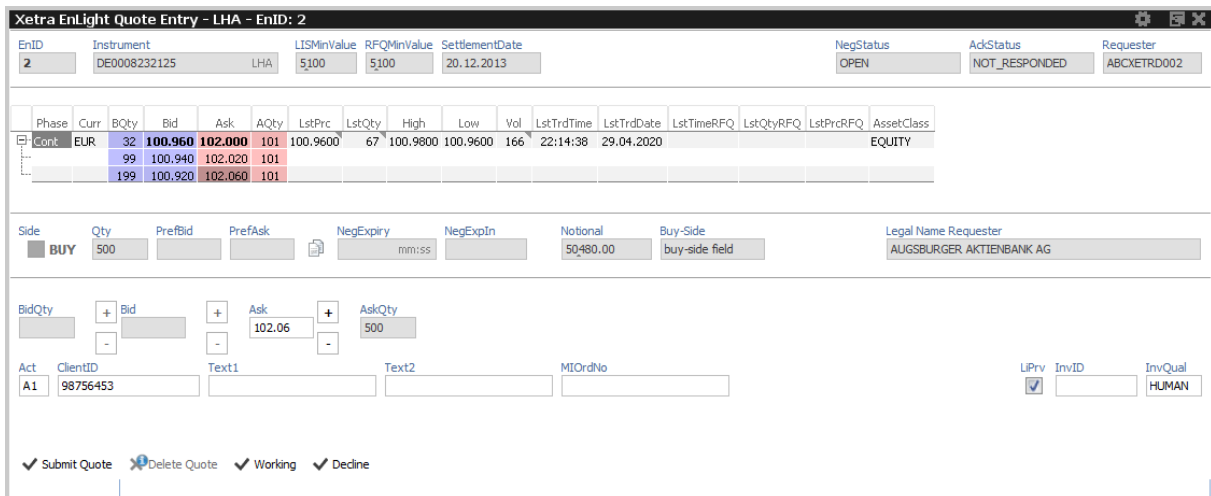 Xetra EnLight Quote Entry - LHA - EnID: 2
EnID Instrument LISMinValue RFQMinValue SettlementDate NegStatus AckStatus Requester
2 DE0008232125 LHA 5,100 5,100 20.12.2013 OPEN NOT_RESPONDED ABCXETRD002
Phase Curr BQty Bid Ask AQty LstPrc LstQty High Low Vol LstTrdTime LstTrdDate LstTimeRFQ LstQtyRFQ LstPrcRFQ AssetClass
Cont EUR 32 100.960 102.000 101 100.9600 67 100.9800 100.9600 166 22:14:38 29.04.2020 EQUITY
99 100.940 102.020 101
199 100.920 102.060 101
Side Qty PrefBid PrefAsk NegExpiry NegExpIn Notional Buy-Side Legal Name Requester
BUY 500 mm:ss 50,480.00 buy-side field AUGSBURGER AKTIENBANK AG
BidQty + Bid + Ask + AskQty
102.06 500
- - -
Act ClientID Text1 Text2 MIOrdNo LiPrv InvID InvQual
A1 98756453 HUMAN
Submit Quote Delete Quote Working Decline